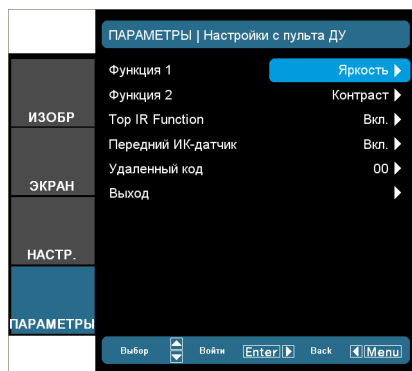 ПАРАМЕТРЫ | Настройки с пульта ДУ
Функция 1 Яркость
Функция 2 Контраст
Top IR Function Вкл.
Передний ИК-датчик Вкл.
Удаленный код 00
Выход
ИЗОБР
ЭКРАН
НАСТР.
ПАРАМЕТРЫ
Выбор Войти Enter Back Menu